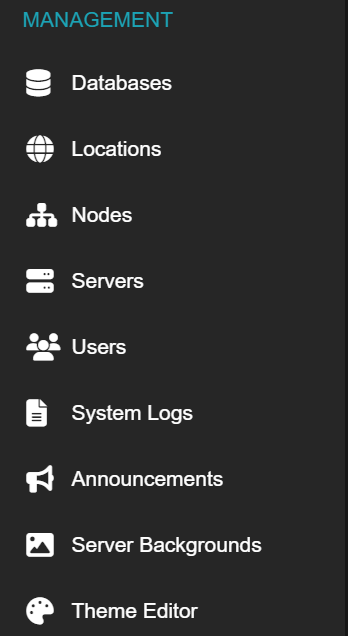 MANAGEMENT
Databases
Locations
Nodes
Servers
Users
System Logs
Announcements
Server Backgrounds
Theme Editor